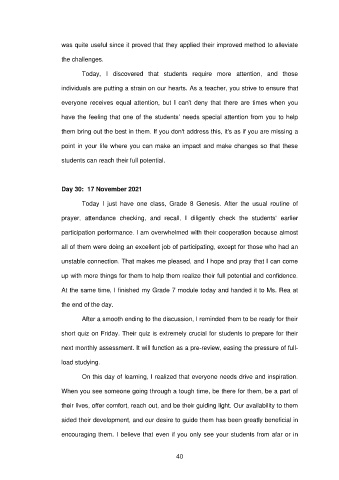 was quite useful since it proved that they applied their improved method to alleviate
the challenges.
Today, I discovered that students require more attention, and those
individuals are putting a strain on our hearts. As a teacher, you strive to ensure that
everyone receives equal attention, but I can't deny that there are times when you
have the feeling that one of the students' needs special attention from you to help
them bring out the best in them. If you don't address this, it's as if you are missing a
point in your life where you can make an impact and make changes so that these
students can reach their full potential.
Day 30: 17 November 2021
Today I just have one class, Grade 8 Genesis. After the usual routine of
prayer, attendance checking, and recall, I diligently check the students' earlier
participation performance. I am overwhelmed with their cooperation because almost
all of them were doing an excellent job of participating, except for those who had an
unstable connection. That makes me pleased, and I hope and pray that I can come
up with more things for them to help them realize their full potential and confidence.
At the same time, I finished my Grade 7 module today and handed it to Ms. Rea at
the end of the day.
After a smooth ending to the discussion, I reminded them to be ready for their
short quiz on Friday. Their quiz is extremely crucial for students to prepare for their
next monthly assessment. It will function as a pre-review, easing the pressure of full-
load studying.
On this day of learning, I realized that everyone needs drive and inspiration.
When you see someone going through a tough time, be there for them, be a part of
their lives, offer comfort, reach out, and be their guiding light. Our availability to them
aided their development, and our desire to guide them has been greatly beneficial in
encouraging them. I believe that even if you only see your students from afar or in
40